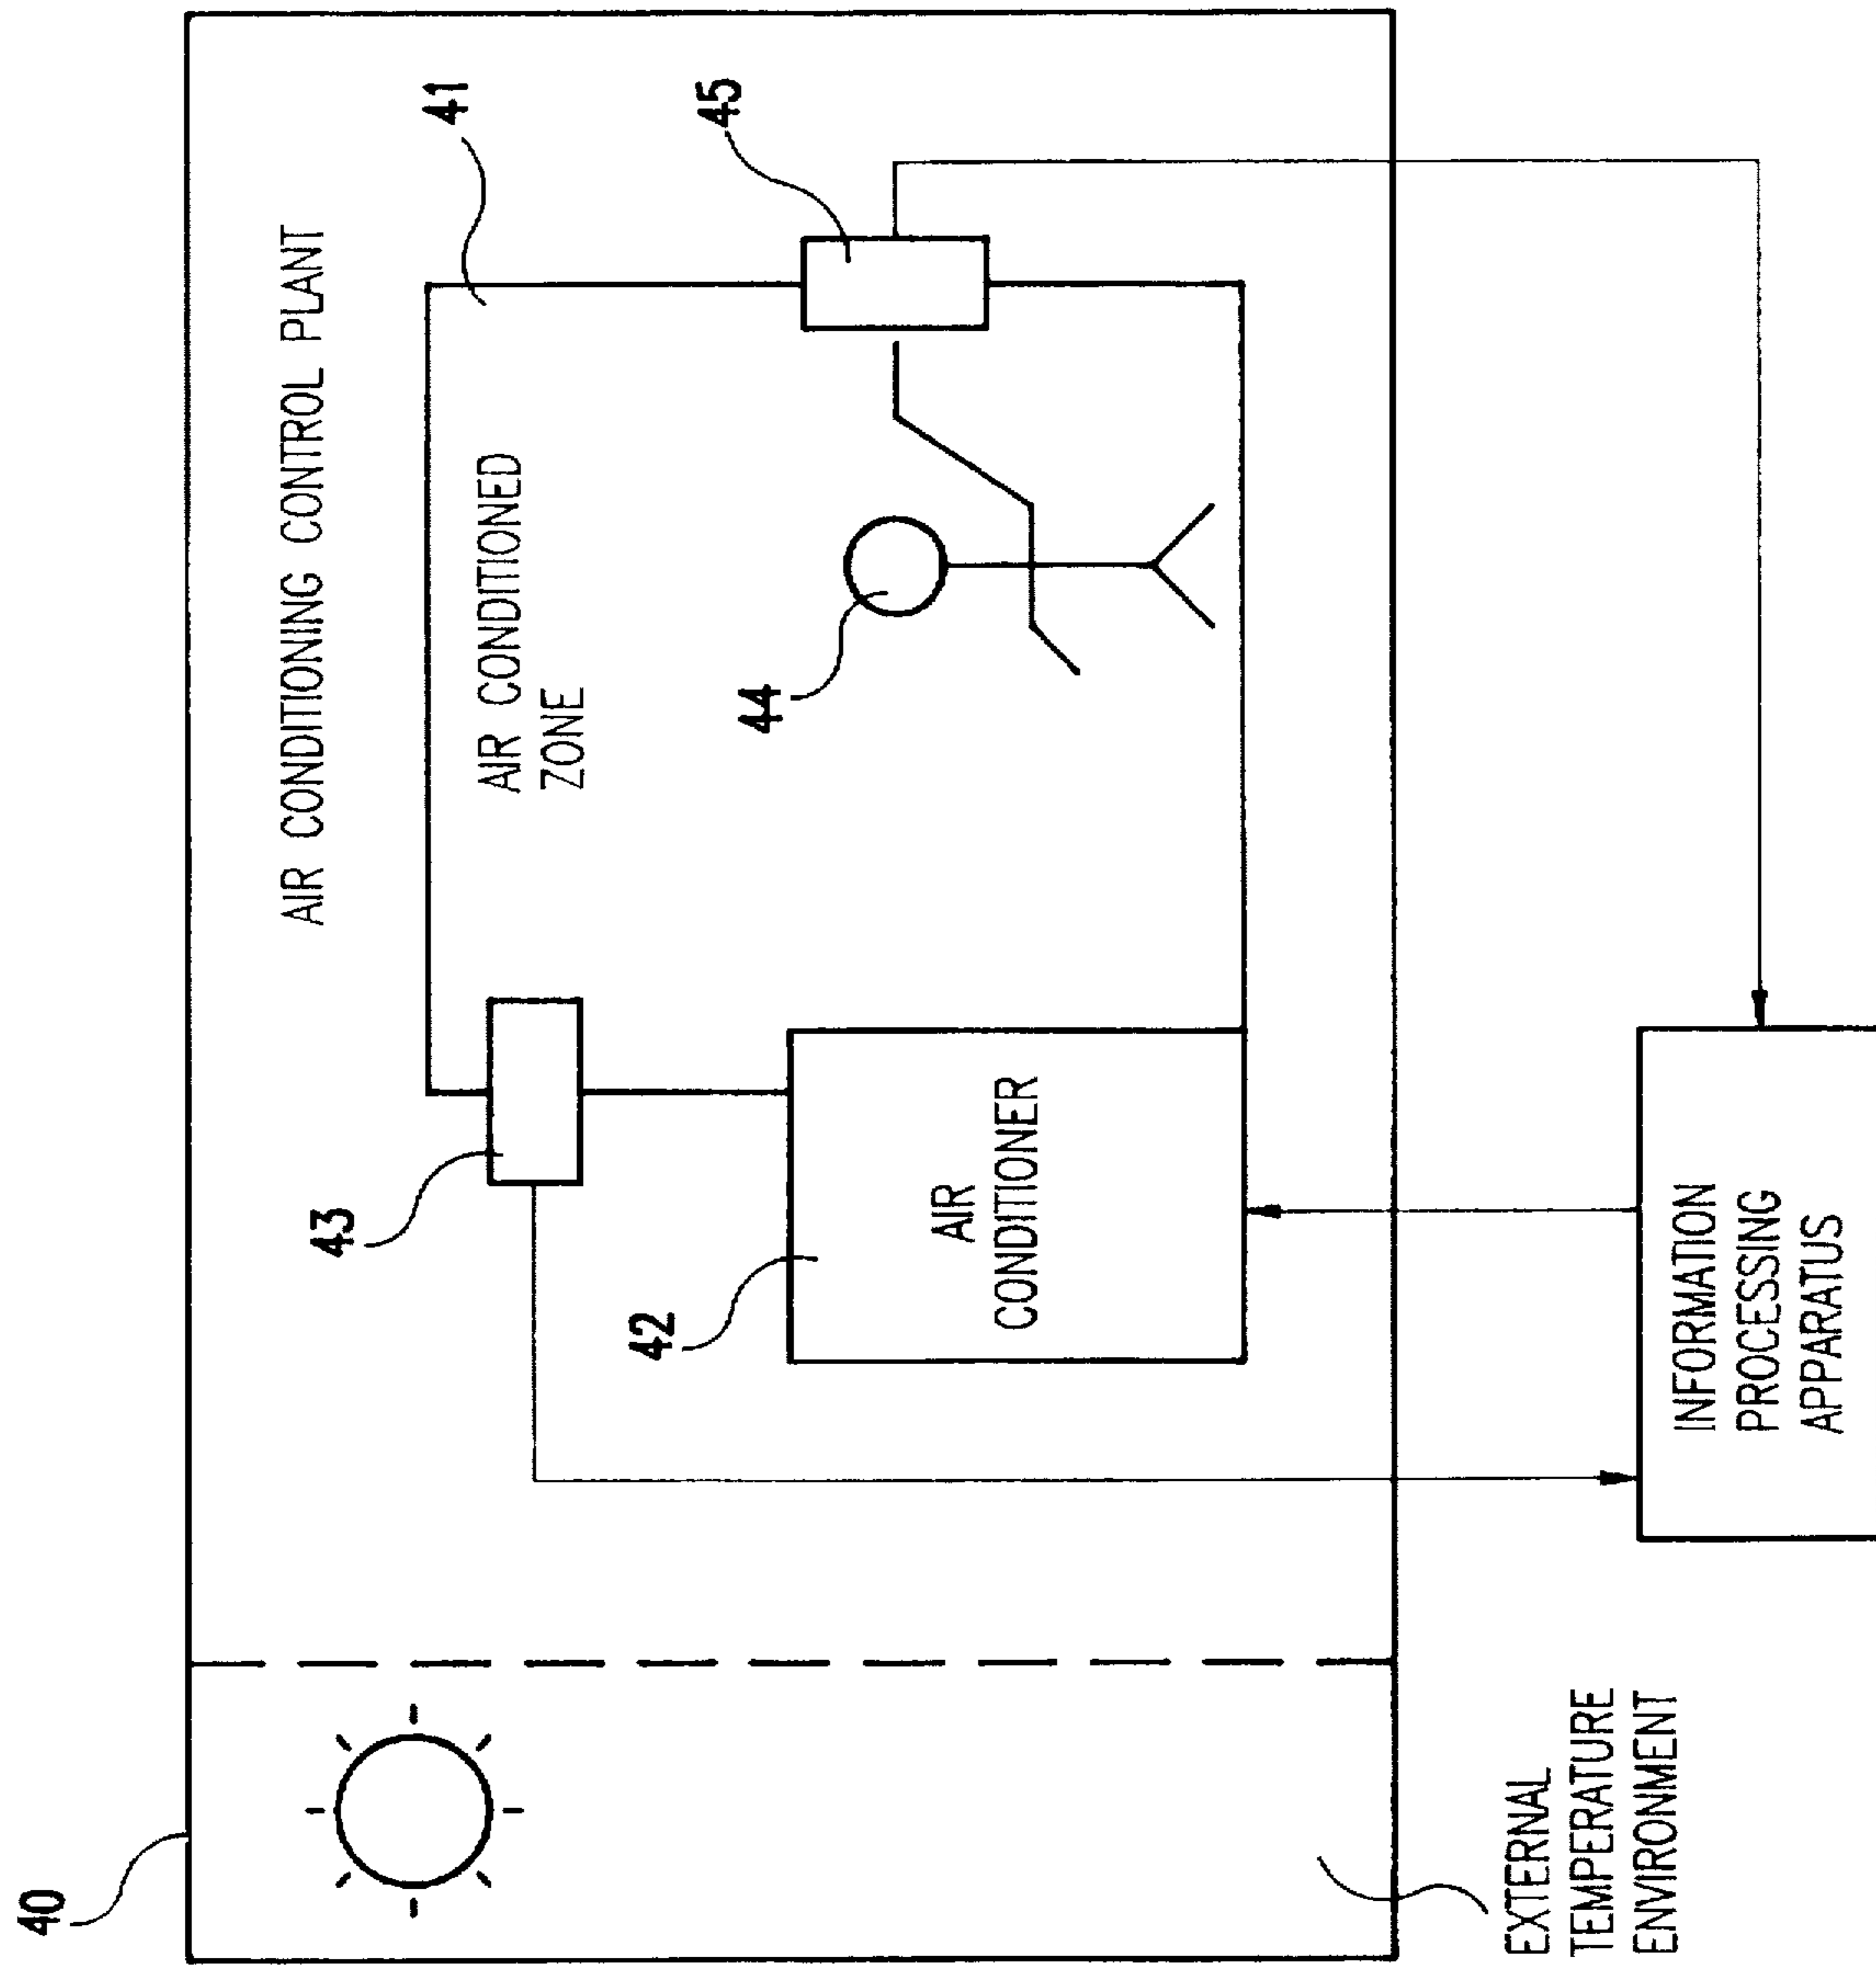 40
AIR CONDITIONING CONTROL PLANT
41
43
AIR CONDITIONED
ZONE
45
42
44
AIR
CONDITIONER
EXTERNAL
TEMPERATURE
ENVIRONMENT
INFORMATION
PROCESSING
APPARATUS